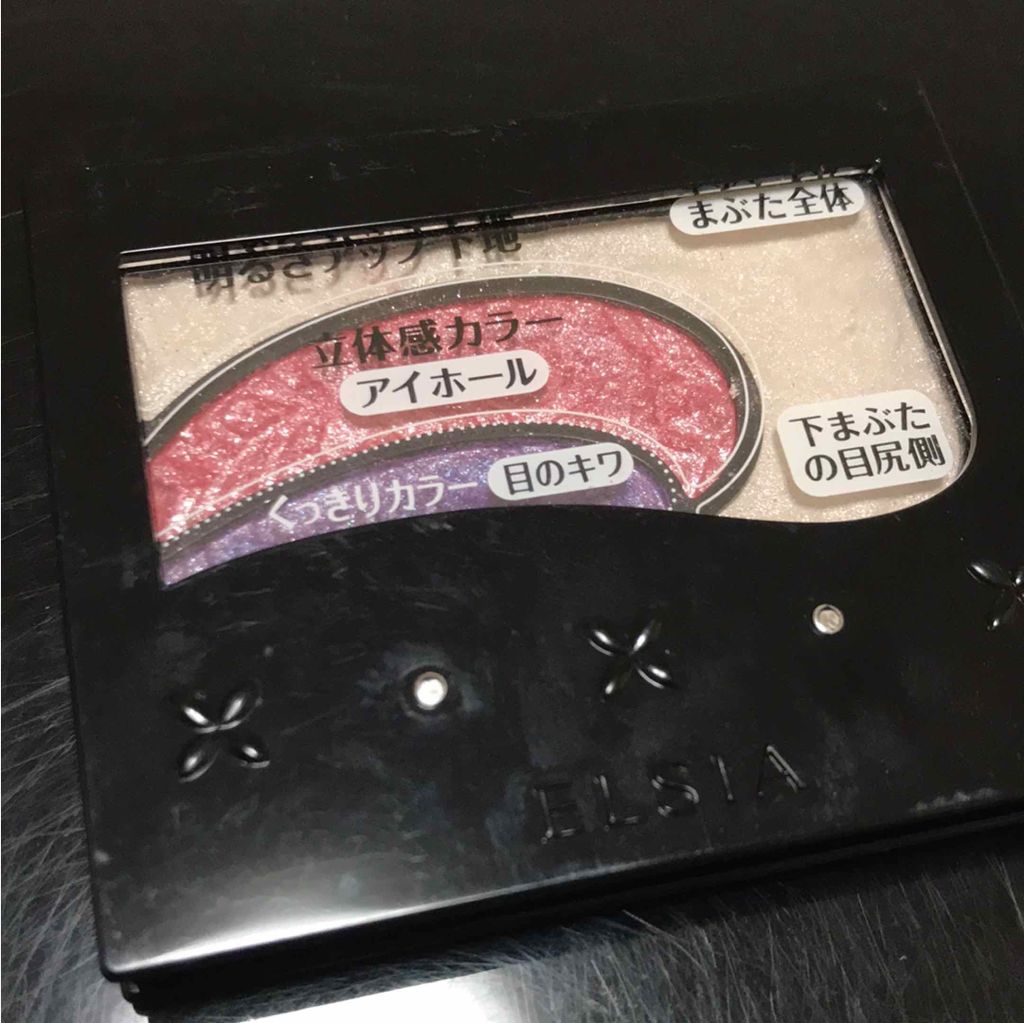 まぶた全体
明るさアップ下地
立体感カラー
アイホール
下まぶた
の目尻側
くっきりカラー
目のキワ
ELSIA